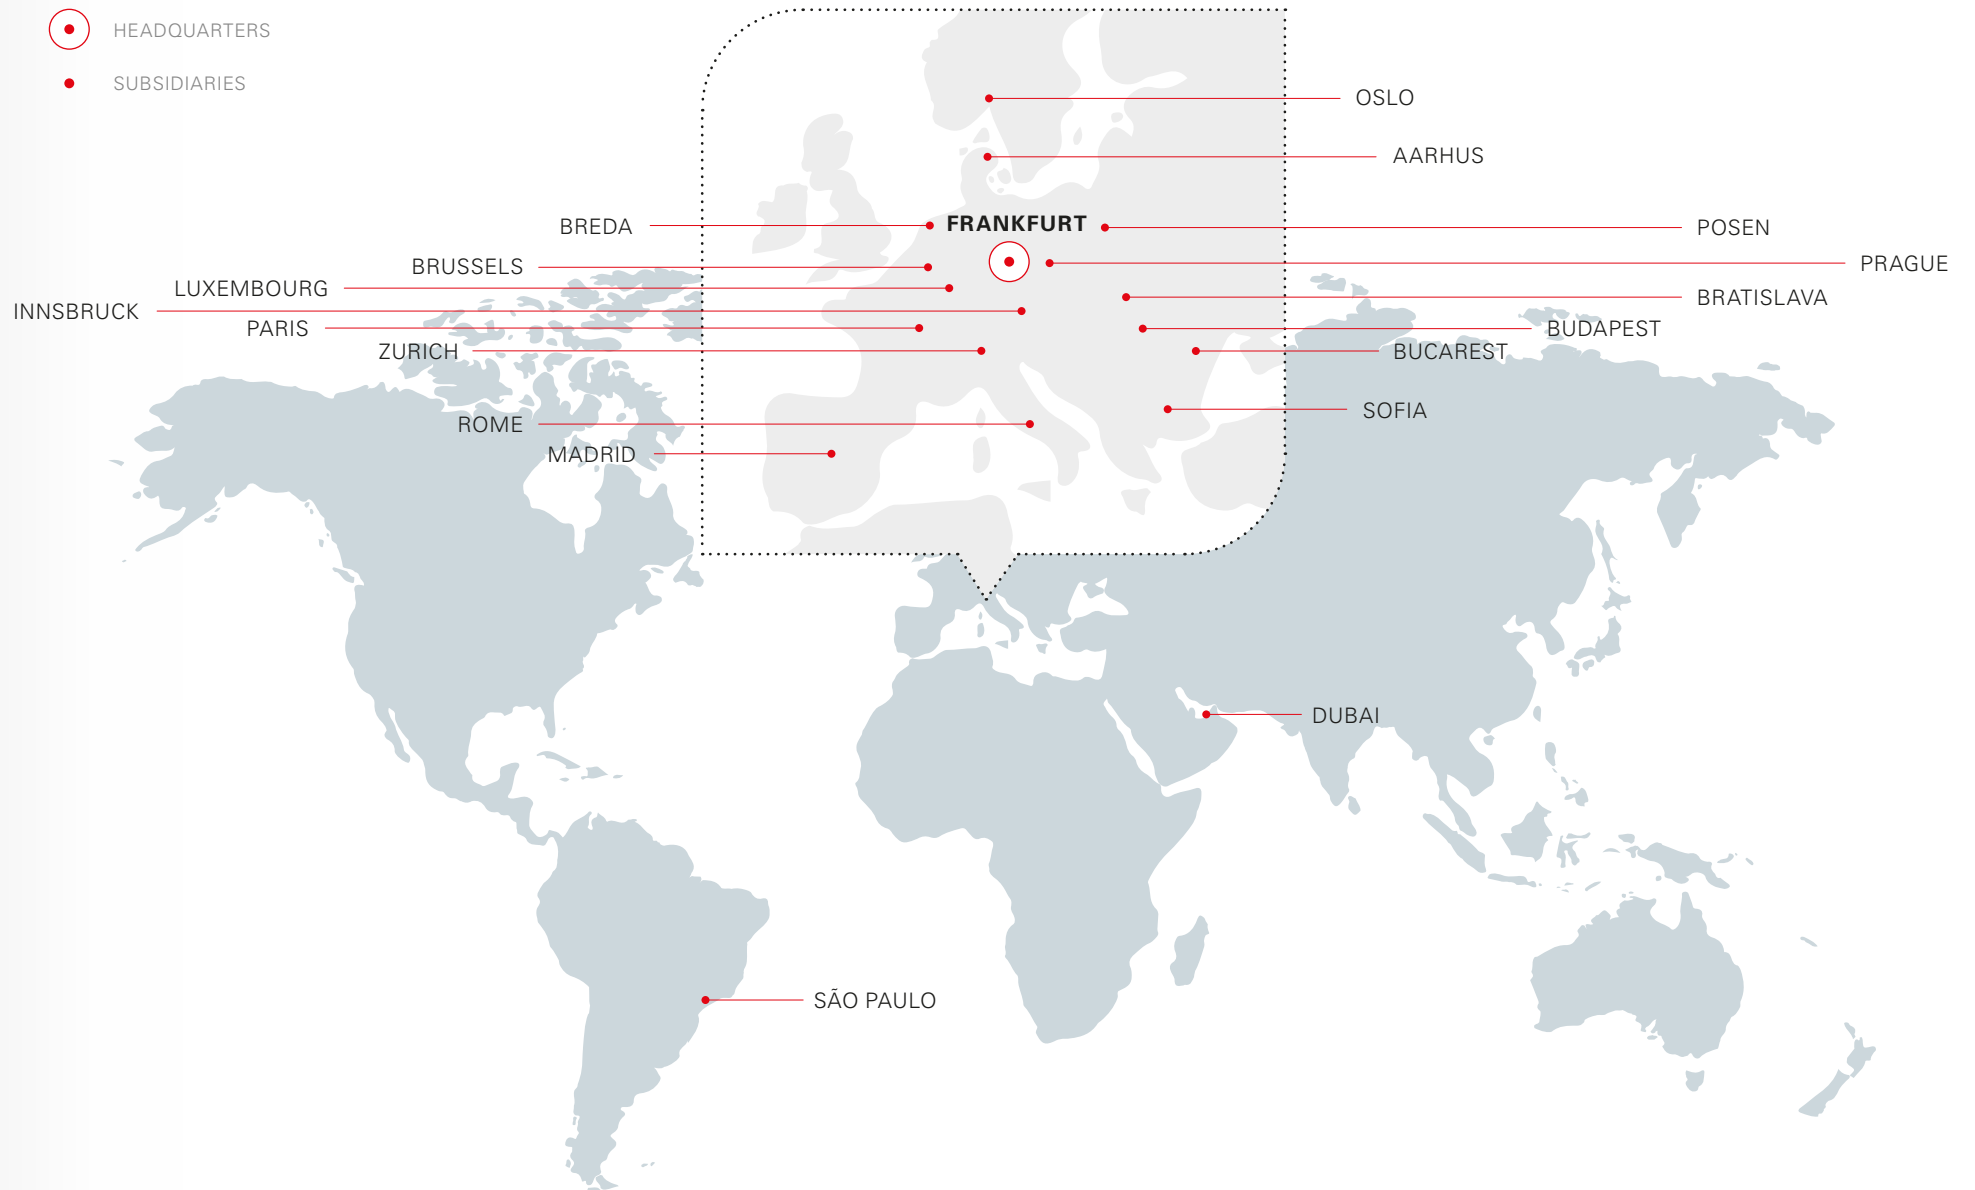 HEADQUARTERS
SUBSIDIARIES
OSLO
AARHUS
BREDA
FRANKFURT
POSEN
BRUSSELS
PRAGUE
LUXEMBOURG
BRATISLAVA
INNSBRUCK
PARIS
BUDAPEST
ZURICH
BUCAREST
SOFIA
ROME
MADRID
DUBAI
SÃO PAULO